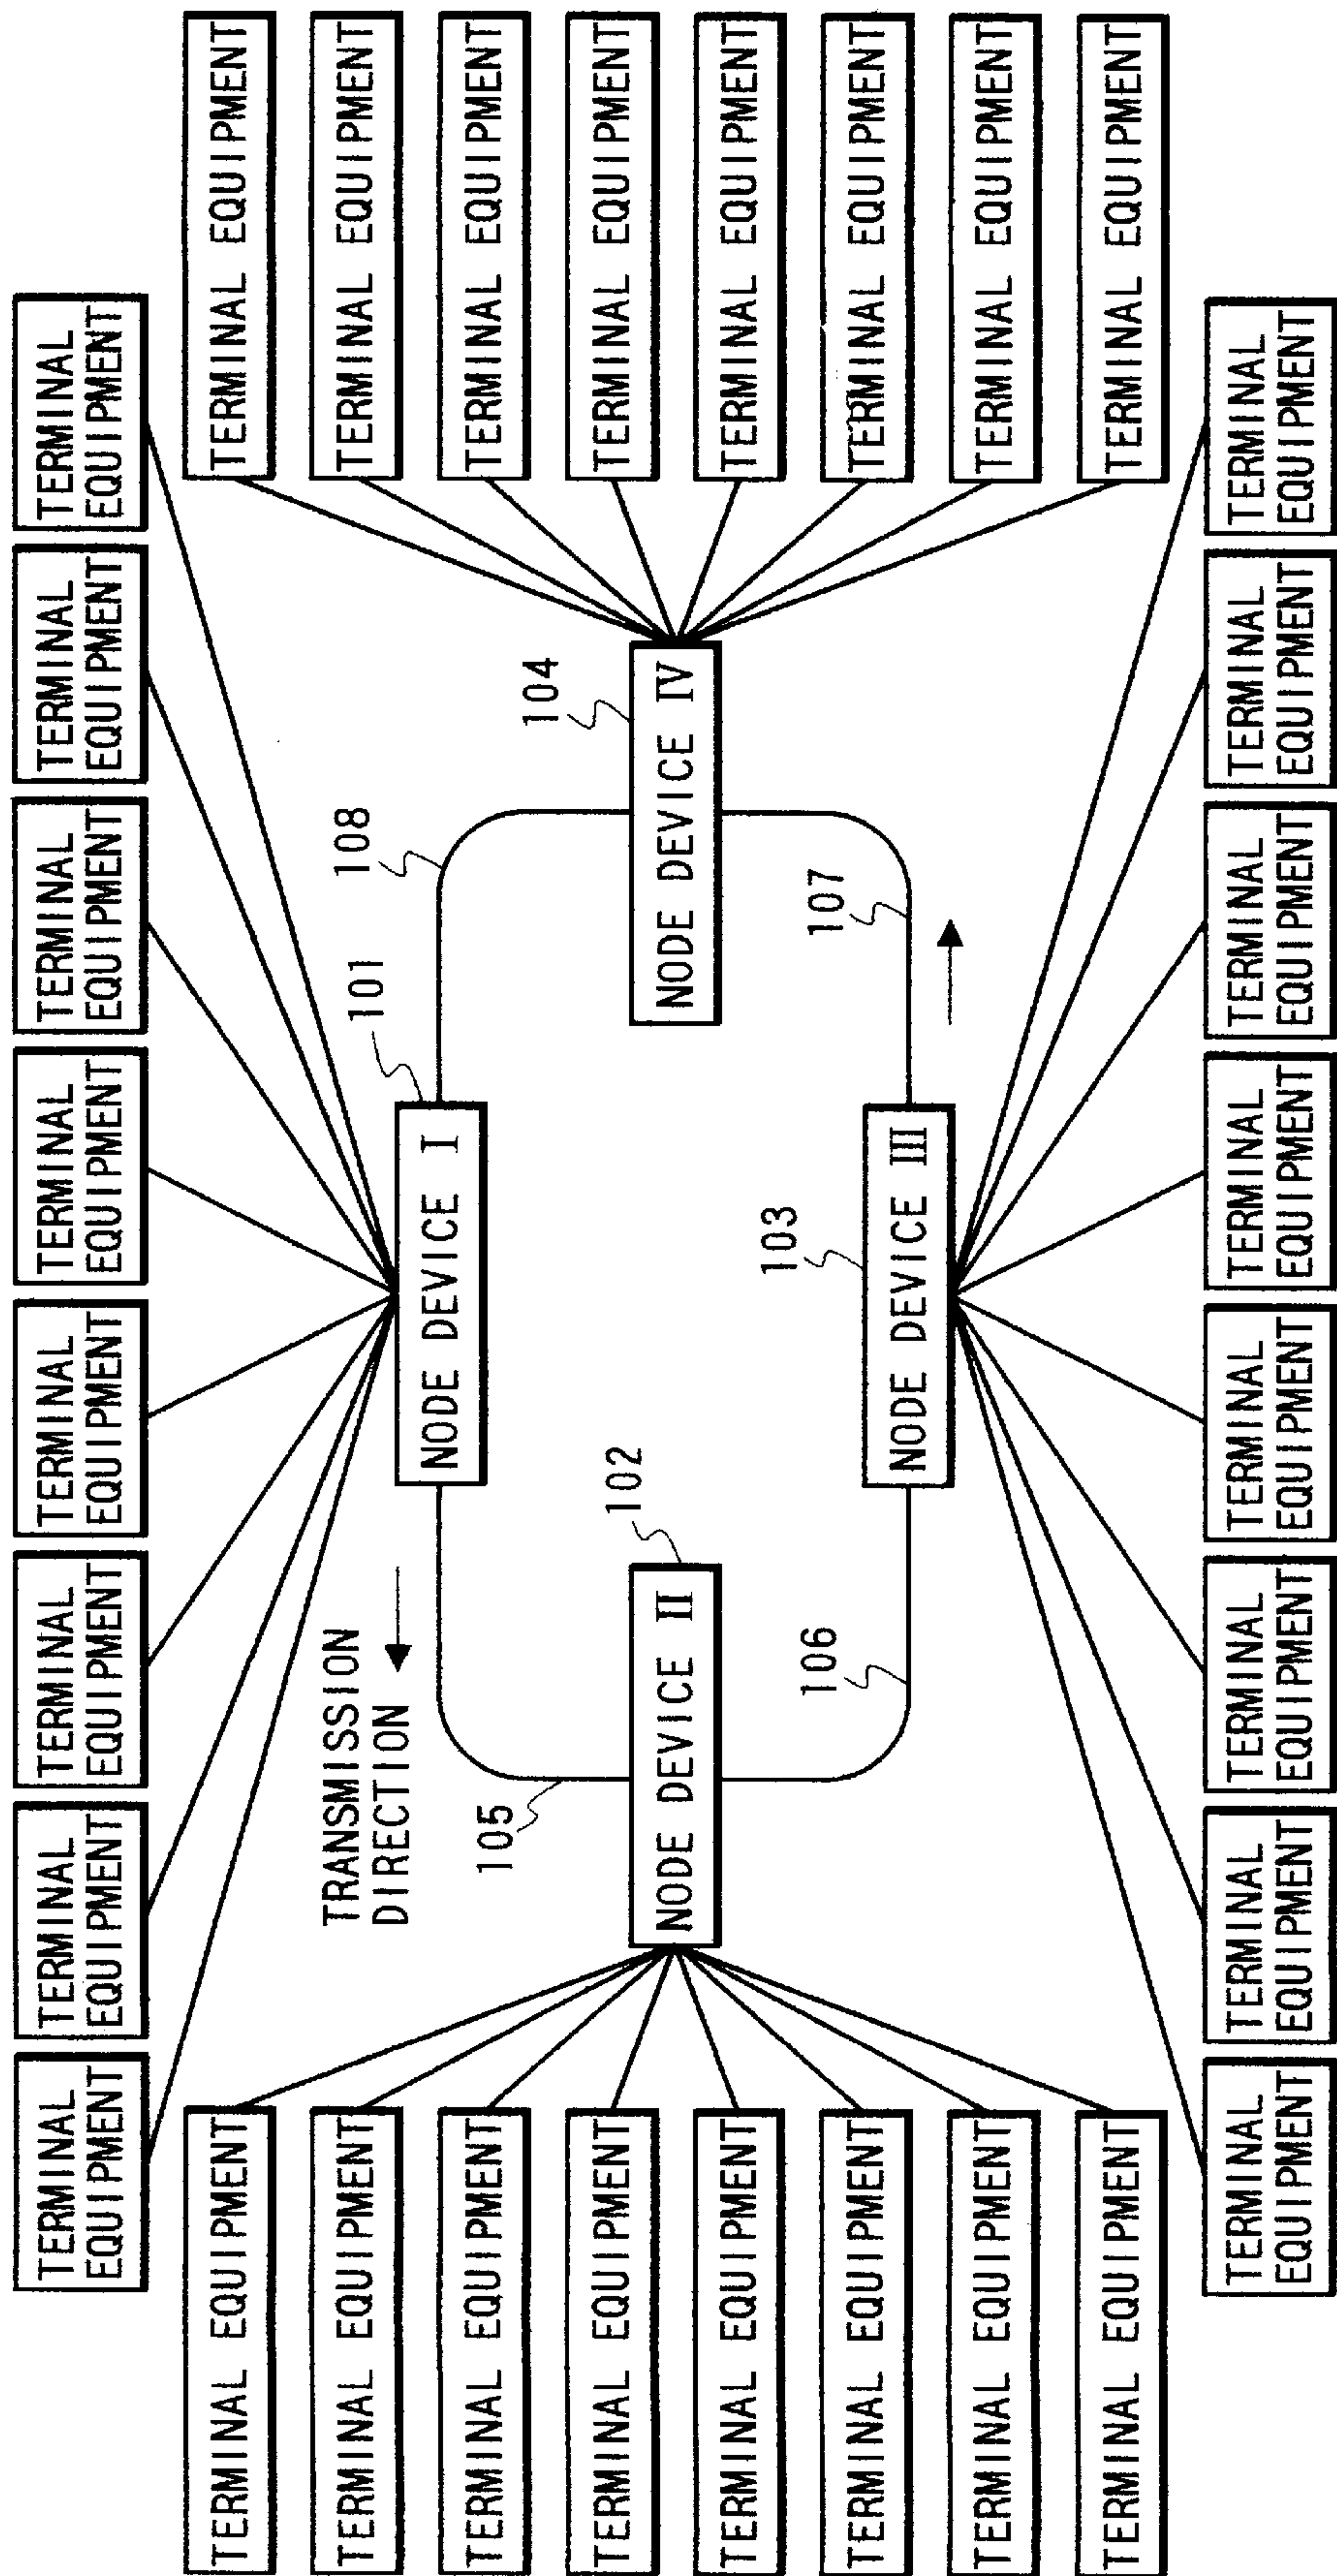 TERMINAL
EQUIPMENT
TERMINAL
EQUIPMENT
TERMINAL
EQUIPMENT
TERMINAL
EQUIPMENT
TERMINAL
EQUIPMENT
TERMINAL
EQUIPMENT
TERMINAL
EQUIPMENT
TERMINAL
EQUIPMENT
TERMINAL EQUIPMENT
TERMINAL EQUIPMENT
TERMINAL EQUIPMENT
TERMINAL EQUIPMENT
TERMINAL EQUIPMENT
TERMINAL EQUIPMENT
TERMINAL EQUIPMENT
TERMINAL EQUIPMENT
TRANSMISSION
DIRECTION
101
108
NODE DEVICE I
105
102
104
NODE DEVICE II
NODE DEVICE IV
106
103
107
NODE DEVICE III
TERMINAL EQUIPMENT
TERMINAL EQUIPMENT
TERMINAL EQUIPMENT
TERMINAL EQUIPMENT
TERMINAL EQUIPMENT
TERMINAL EQUIPMENT
TERMINAL EQUIPMENT
TERMINAL EQUIPMENT
TERMINAL
EQUIPMENT
TERMINAL
EQUIPMENT
TERMINAL
EQUIPMENT
TERMINAL
EQUIPMENT
TERMINAL
EQUIPMENT
TERMINAL
EQUIPMENT
TERMINAL
EQUIPMENT
TERMINAL
EQUIPMENT